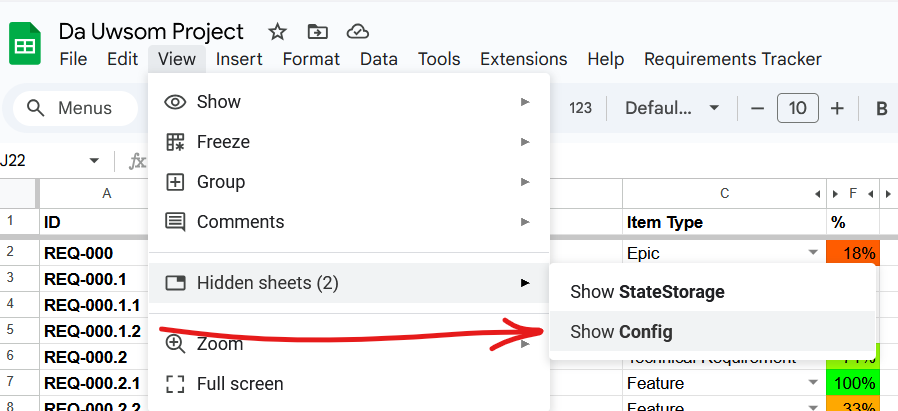 Da Uwsom Project
File Edit View Insert Format Data Tools Extensions Help Requirements Tracker
Menus
123 Defaul... 10 B
J22 fx
Show
Freeze
Group
Comments
Hidden sheets (2)
Zoom
Full screen
Show StateStorage
Show Config
A C F
1 ID Item Type %
2 REQ-000 Epic 18%
3 REQ-000.1
4 REQ-000.1.1
5 REQ-000.1.2
6 REQ-000.2 Technical Requirement
7 REQ-000.2.1 Feature 100%
8 REQ-000.2.2 Feature 33%